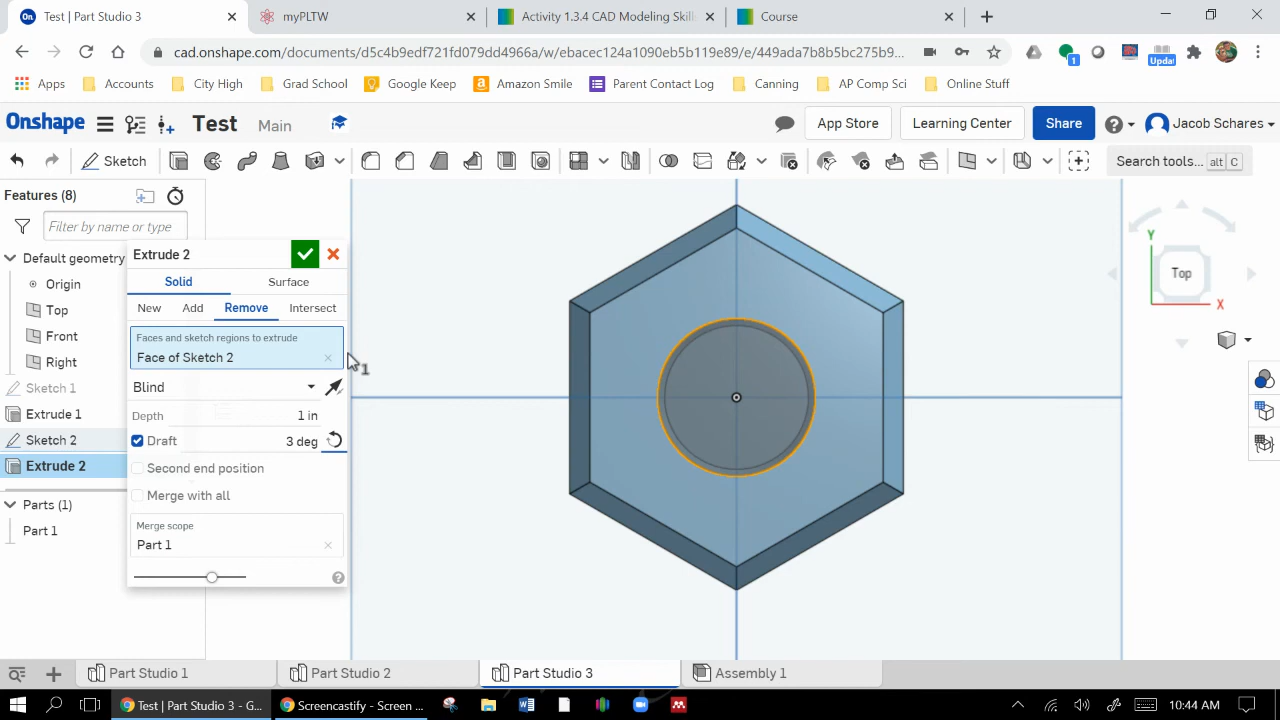 Test | Part Studio 3
myPLTW
Activity 1.3.4 CAD Modeling Skill
Course
cad.onshape.com/documents/d5c4b9edf721fd079dd4966a/w/ebacec124a1090eb5b119e89/e/449ada7b8b5bc275b9...
1
Updat
Apps
Accounts
City High
Grad School
Google Keep
Amazon Smile
Parent Contact Log
Canning
AP Comp Sci
Online Stuff
Onshape
Test
Main
App Store
Learning Center
Share
Jacob Schares
Sketch
Search tools...
alt C
Features (8)
Filter by name or type
Default geometry
Origin
Top
Front
Right
Sketch 1
Extrude 1
Sketch 2
Extrude 2
Parts (1)
Part 1
Extrude 2
Solid
Surface
New
Add
Remove
Intersect
Faces and sketch regions to extrude
Face of Sketch 2
Blind
Depth
1 in
Draft
3 deg
Second end position
Merge with all
Merge scope
Part 1
1
Y
Top
X
Part Studio 1
Part Studio 2
Part Studio 3
Assembly 1
Test | Part Studio 3 - G...
Screencastify - Screen ...
10:44 AM